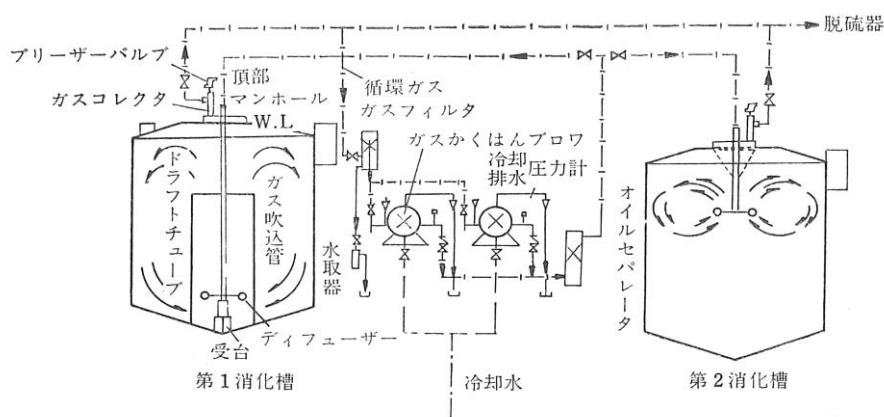 脱硫器
ブリーザーバルブ
頂部
マンホール
ガスコレクタ
W.L
循環ガス
ガスフィルタ
ガスかくはんブロワ
冷却
排水
圧力計
ドラフトチューブ
ガス吹込管
水取器
オイルセパレータ
ディフューザー
受台
第1消化槽
冷却水
第2消化槽